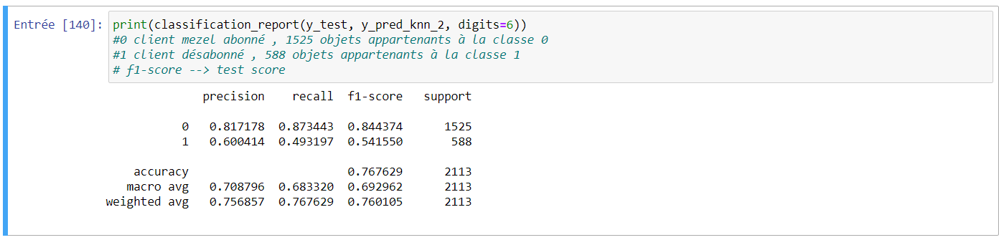 Entrée [140]: print(classification_report(y_test, y_pred_knn_2, digits=6))
#0 client mezel abonné , 1525 objets appartenants à la classe 0
#1 client désabonné , 588 objets appartenants à la classe 1
# f1-score --> test score
precision recall f1-score support
0 0.817178 0.873443 0.844374 1525
1 0.600414 0.493197 0.541550 588
accuracy 0.767629 2113
macro avg 0.708796 0.683320 0.692962 2113
weighted avg 0.756857 0.767629 0.760105 2113